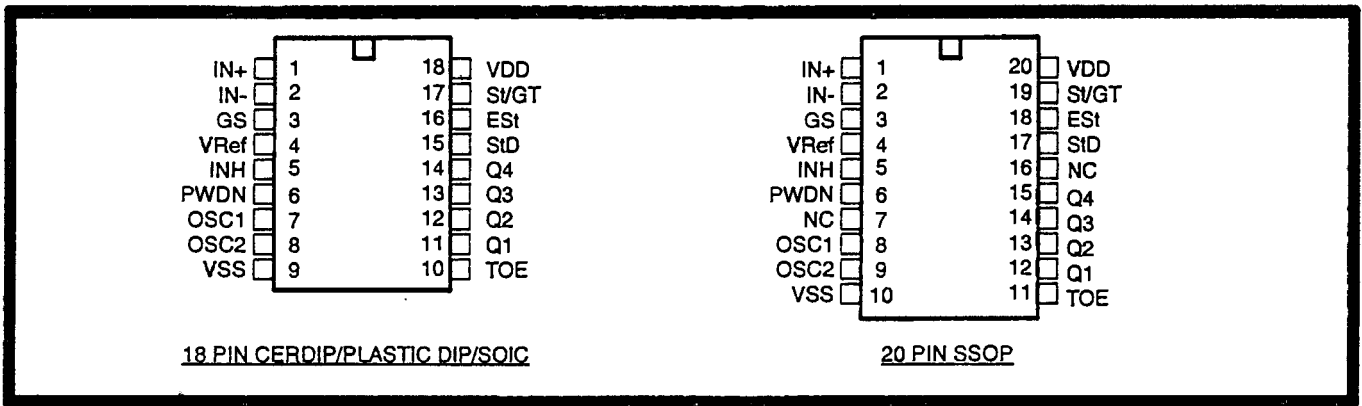 IN+ 1 18 VDD
IN- 2 17 St/GT
GS 3 16 ESt
VRef 4 15 StD
INH 5 14 Q4
PWDN 6 13 Q3
OSC1 7 12 Q2
OSC2 8 11 Q1
VSS 9 10 TOE
18 PIN CERDIP/PLASTIC DIP/SOIC
IN+ 1 20 VDD
IN- 2 19 St/GT
GS 3 18 ESt
VRef 4 17 StD
INH 5 16 NC
PWDN 6 15 Q4
NC 7 14 Q3
OSC1 8 13 Q2
OSC2 9 12 Q1
VSS 10 11 TOE
20 PIN SSOP